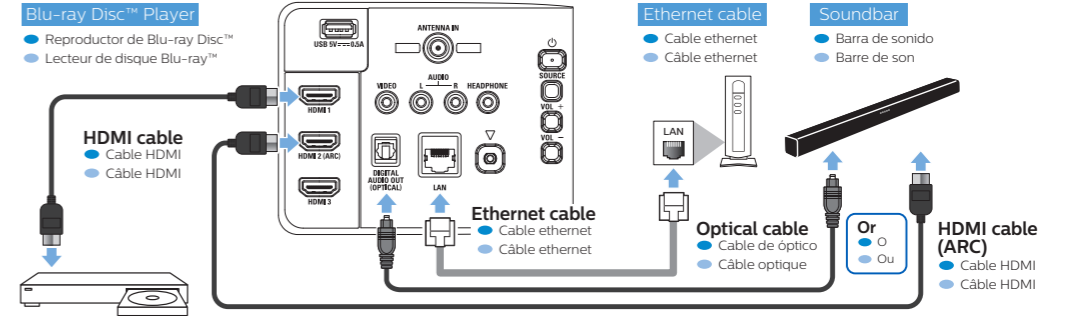 Blu-ray Disc™ Player
Reproductor de Blu-ray Disc™
Lecteur de disque Blu-ray™
HDMI cable
Cable HDMI
Câble HDMI
USB 5V⎓0.5A
ANTENNA IN
SOURCE
VOL +
VOL −
VIDEO
AUDIO
L
R
HEADPHONE
HDMI 1
HDMI 2 (ARC)
HDMI 3
DIGITAL
AUDIO OUT
(OPTICAL)
LAN
Ethernet cable
Cable ethernet
Câble ethernet
Ethernet cable
Cable ethernet
Câble ethernet
LAN
Soundbar
Barra de sonido
Barre de son
Optical cable
Cable de óptico
Câble optique
Or
O
Ou
HDMI cable
(ARC)
Cable HDMI
Câble HDMI